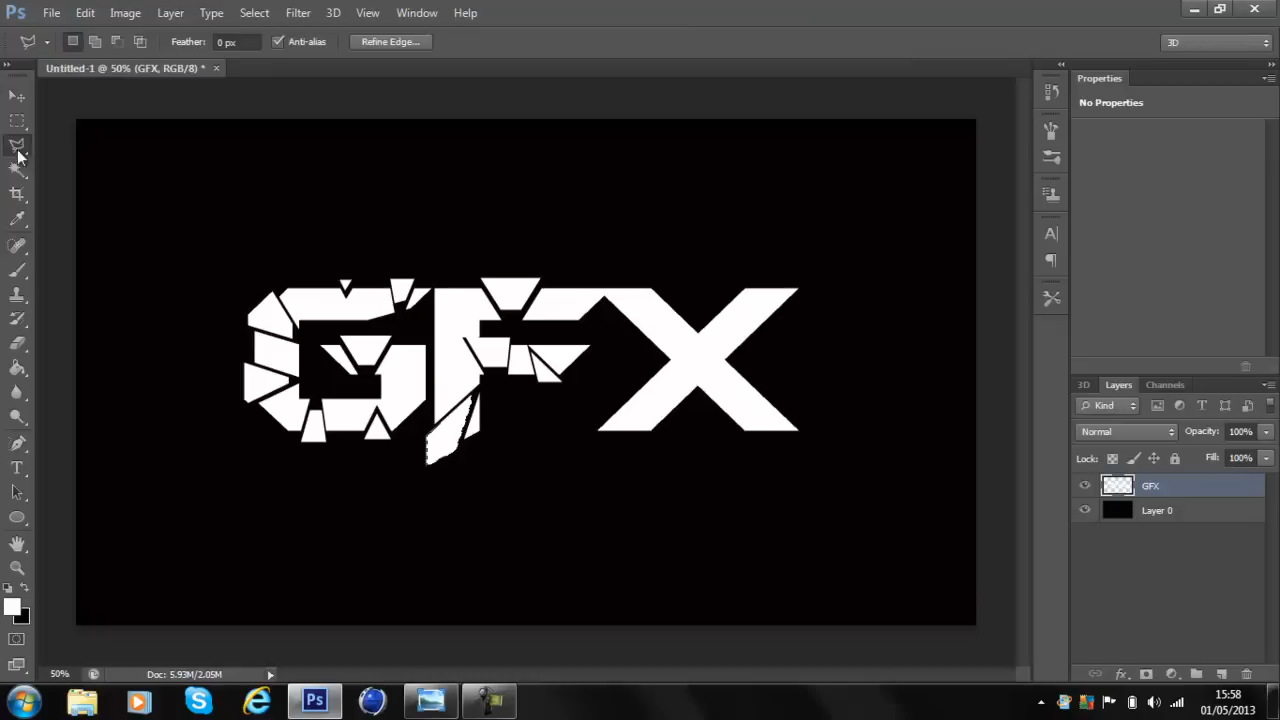 Ps File Edit Image Layer Type Select Filter 3D View Window Help
Feather: 0 px Anti-alias Refine Edge... 3D
Untitled-1 @ 50% (GFX, RGB/8) * ×
Properties
No Properties
GFX
3D Layers Channels
Kind
Normal Opacity: 100%
Lock: Fill: 100%
GFX
Layer 0
50% Doc: 5.93M/2.05M
Ps
15:58
01/05/2013